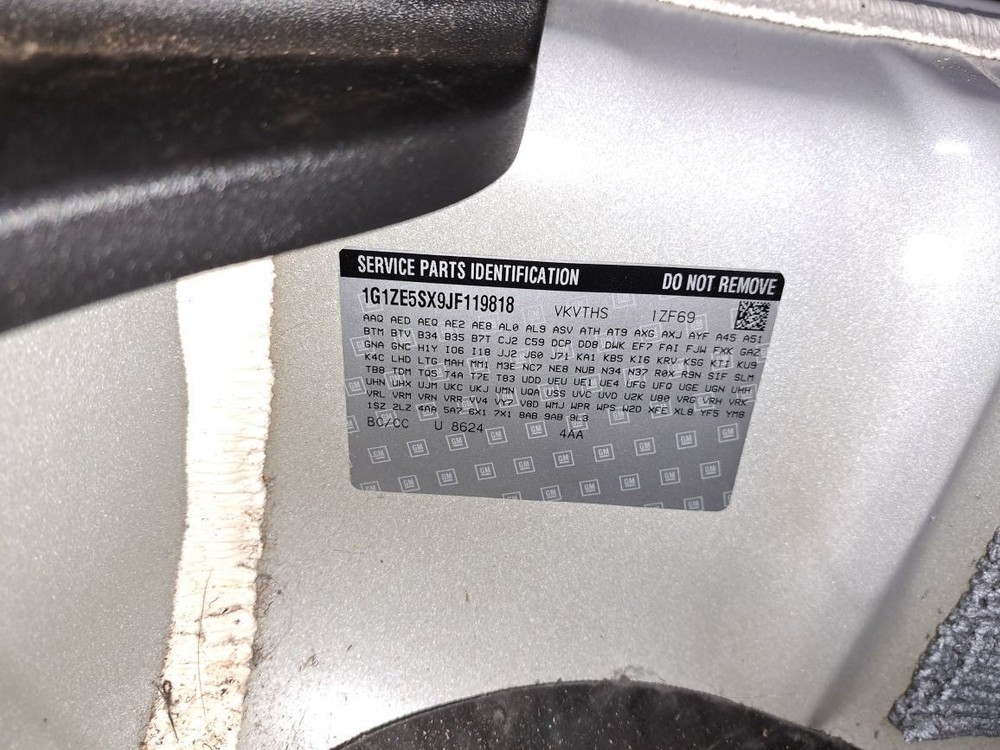 SERVICE PARTS IDENTIFICATION DO NOT REMOVE
1G1ZE5SX9JF119818 VKVTHS 1ZF69
AAQ AED AEQ AE2 AE8 AL0 AL9 ASV ATH AT9 AXG AXJ AYF A45 A51
BTM BTV B34 B35 B7T CJ2 C59 DCP DD8 DWK EF7 FAI FJW FXK GAZ
GNA GNC H1Y IO6 I18 JJ2 J60 J71 KA1 KB5 KI6 KRV KSG KTI KU9
K4C LHD LTG MAH MM1 M3E NC7 NE8 NUB N34 N37 R0X R9N SIF SLM
TB8 TDM TQ5 T4A T7E T83 UDD UEU UE1 UE4 UFG UFQ UGE UGN UHH
UHN UHX UJM UKC UKJ UMN UQA USS UVC UVD U2K U80 VRG VRH VRK
VRL VRM VRN VRR VV4 VY7 V8D WMJ WPR WPS W2D XFE XL8 YF5 YM8
1SZ 2LZ 4AA 5A7 6X1 7X1 8AB 9AB 9L3
BC/CC U 8624 4AA